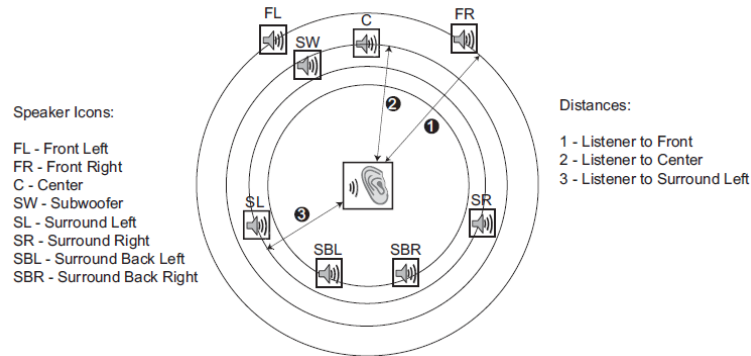 FL
C
FR
SW
2
1
Speaker Icons:
FL - Front Left
FR - Front Right
C - Center
SW - Subwoofer
SL - Surround Left
SR - Surround Right
SBL - Surround Back Left
SBR - Surround Back Right
Distances:
1 - Listener to Front
2 - Listener to Center
3 - Listener to Surround Left
SL
3
SR
SBL
SBR